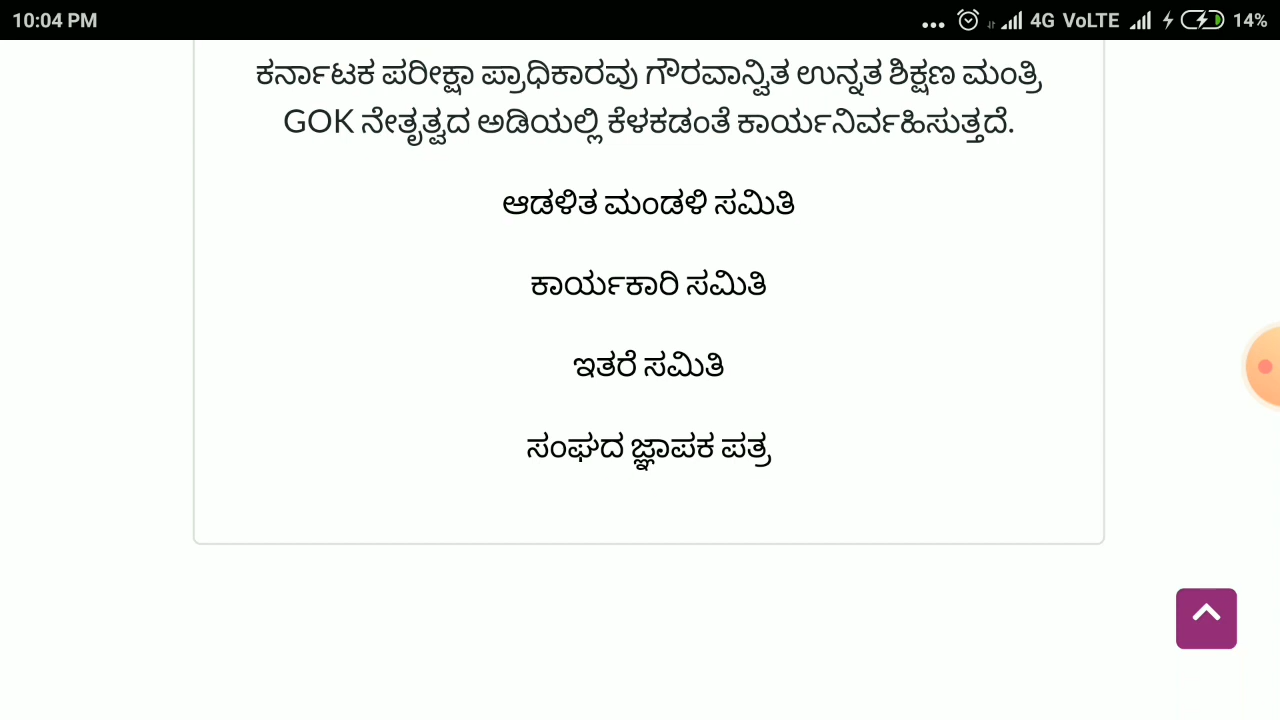 10:04 PM ... 4G VoLTE 14%
ಕರ್ನಾಟಕ ಪರೀಕ್ಷಾ ಪ್ರಾಧಿಕಾರವು ಗೌರವಾನ್ವಿತ ಉನ್ನತ ಶಿಕ್ಷಣ ಮಂತ್ರಿ
GOK ನೇತೃತ್ವದ ಅಡಿಯಲ್ಲಿ ಕೆಳಕಡಂತೆ ಕಾರ್ಯನಿರ್ವಹಿಸುತ್ತದೆ.
ಆಡಳಿತ ಮಂಡಳಿ ಸಮಿತಿ
ಕಾರ್ಯಕಾರಿ ಸಮಿತಿ
ಇತರೆ ಸಮಿತಿ
ಸಂಘದ ಜ್ಞಾಪಕ ಪತ್ರ